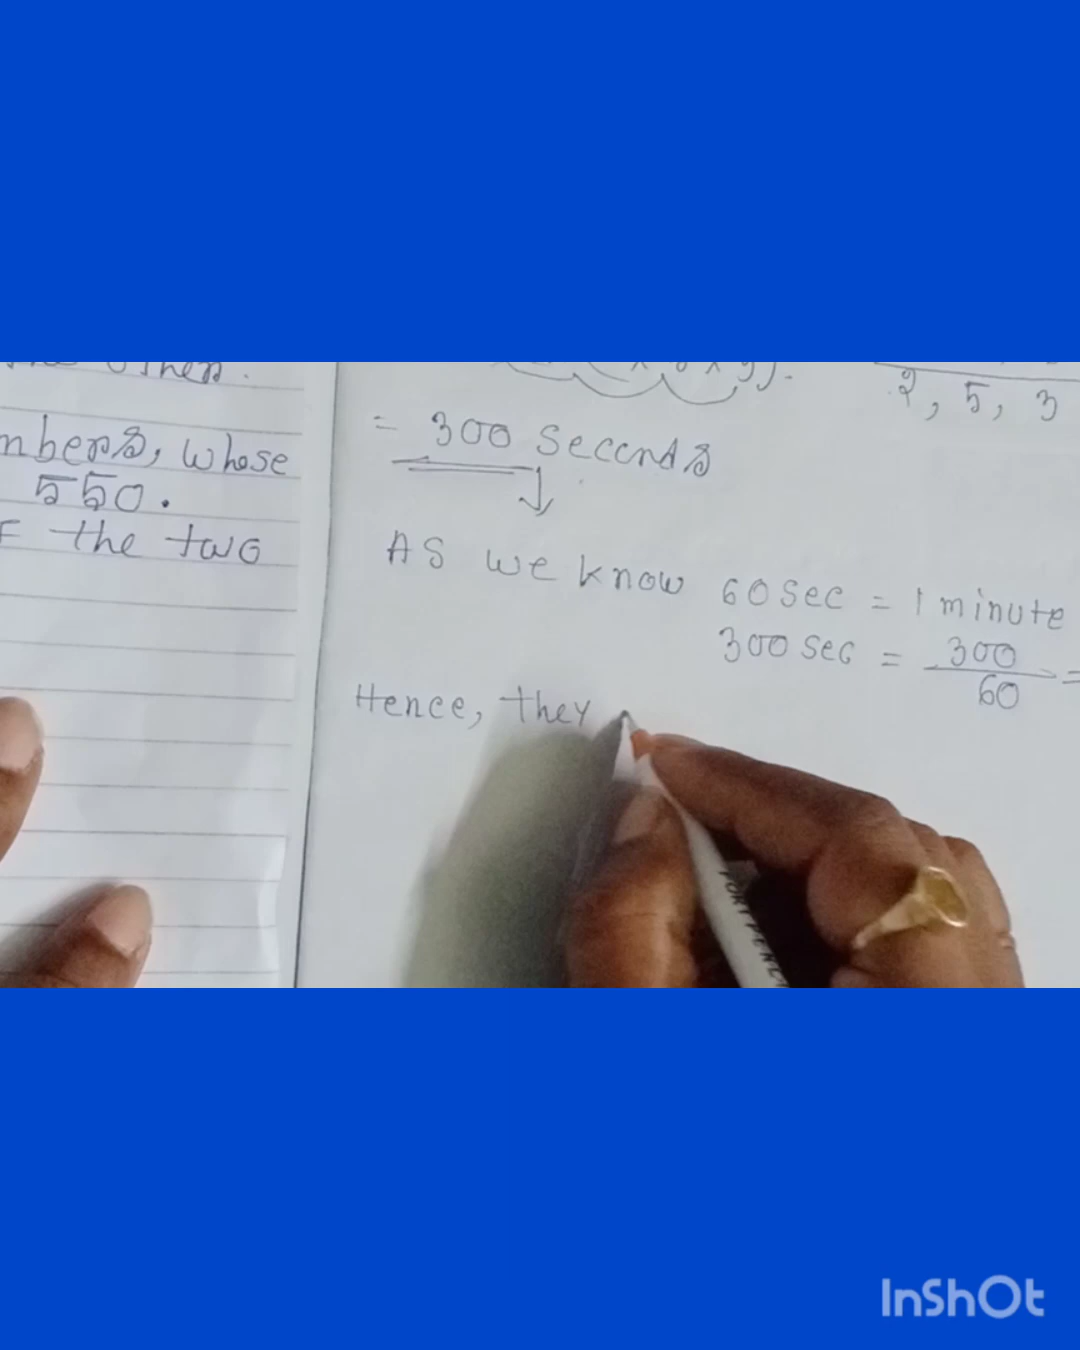 mbers, whose
550.
the two
2, 5, 3
= 300 Seconds
AS we know 60 Sec = 1 minute
300 sec = 300/60 =
Hence, they
InShOt